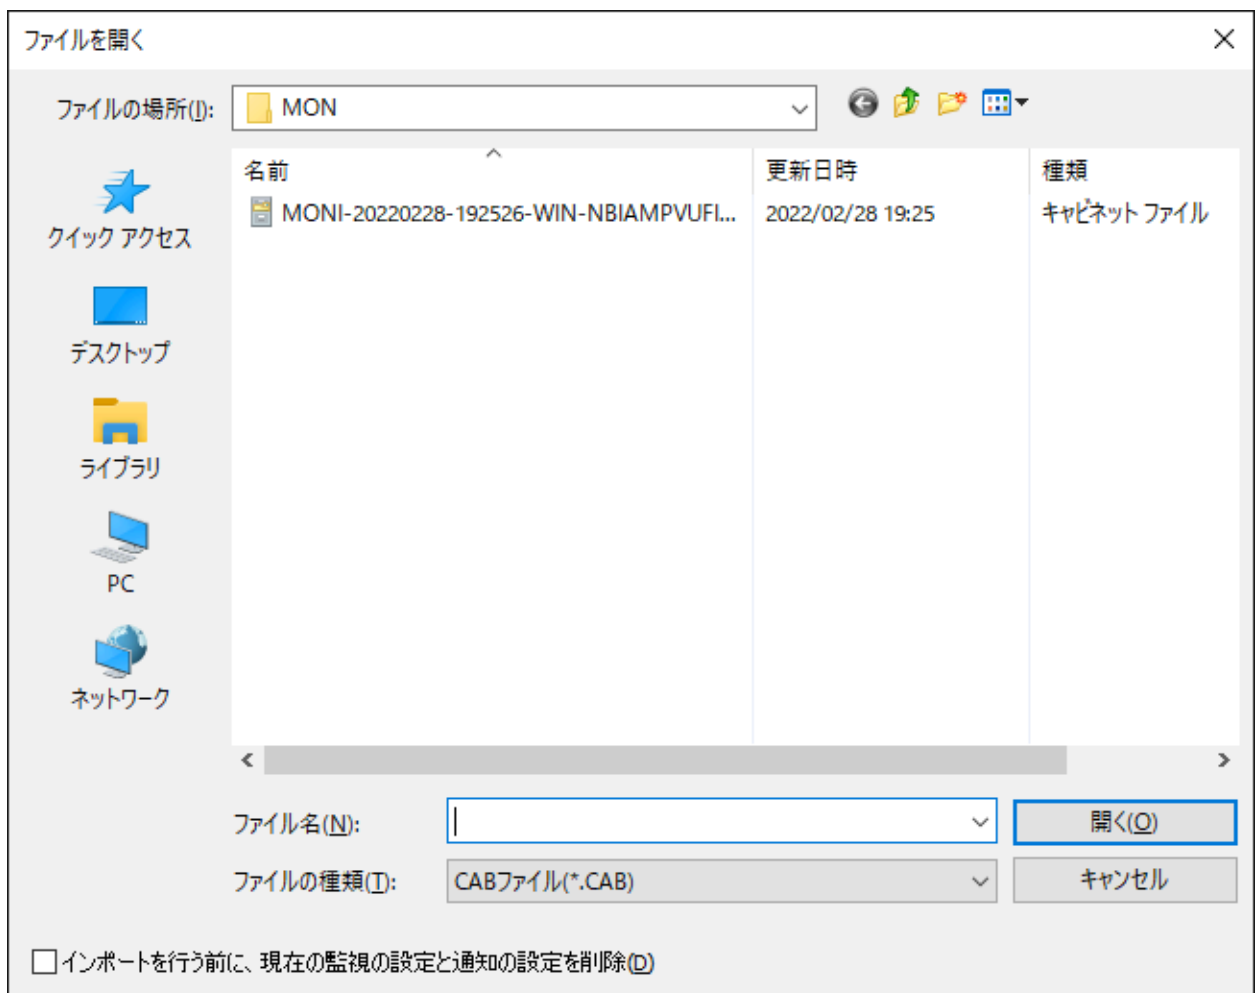 ファイルを開く
ファイルの場所(I): MON
名前 更新日時 種類
MONI-20220228-192526-WIN-NBIAMPVUFI... 2022/02/28 19:25 キャビネット ファイル
クイック アクセス
デスクトップ
ライブラリ
PC
ネットワーク
ファイル名(N): 開く(O)
ファイルの種類(T): CABファイル(*.CAB) キャンセル
インポートを行う前に、現在の監視の設定と通知の設定を削除(D)